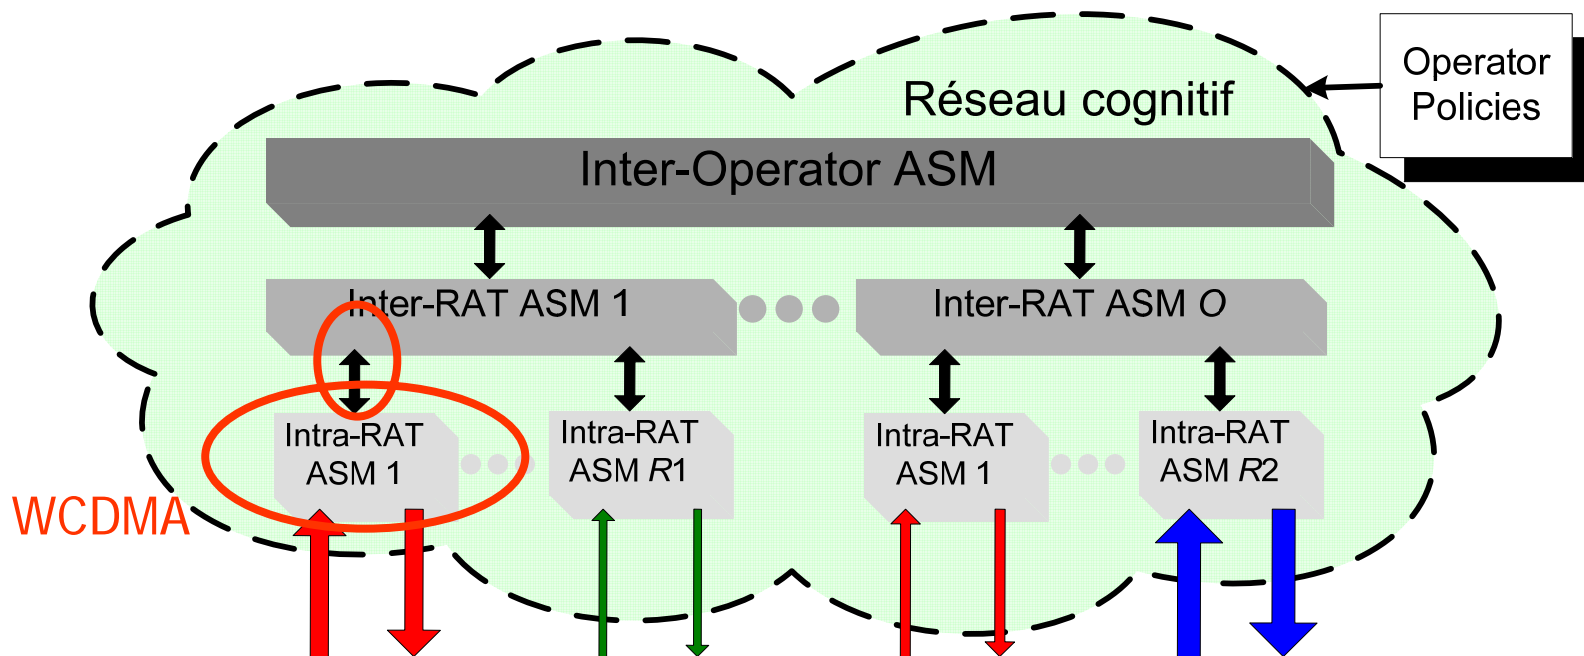 Operator
Policies
Réseau cognitif
Inter-Operator ASM
Inter-RAT ASM 1
Inter-RAT ASM O
Intra-RAT
ASM 1
Intra-RAT
ASM R1
Intra-RAT
ASM 1
Intra-RAT
ASM R2
WCDMA